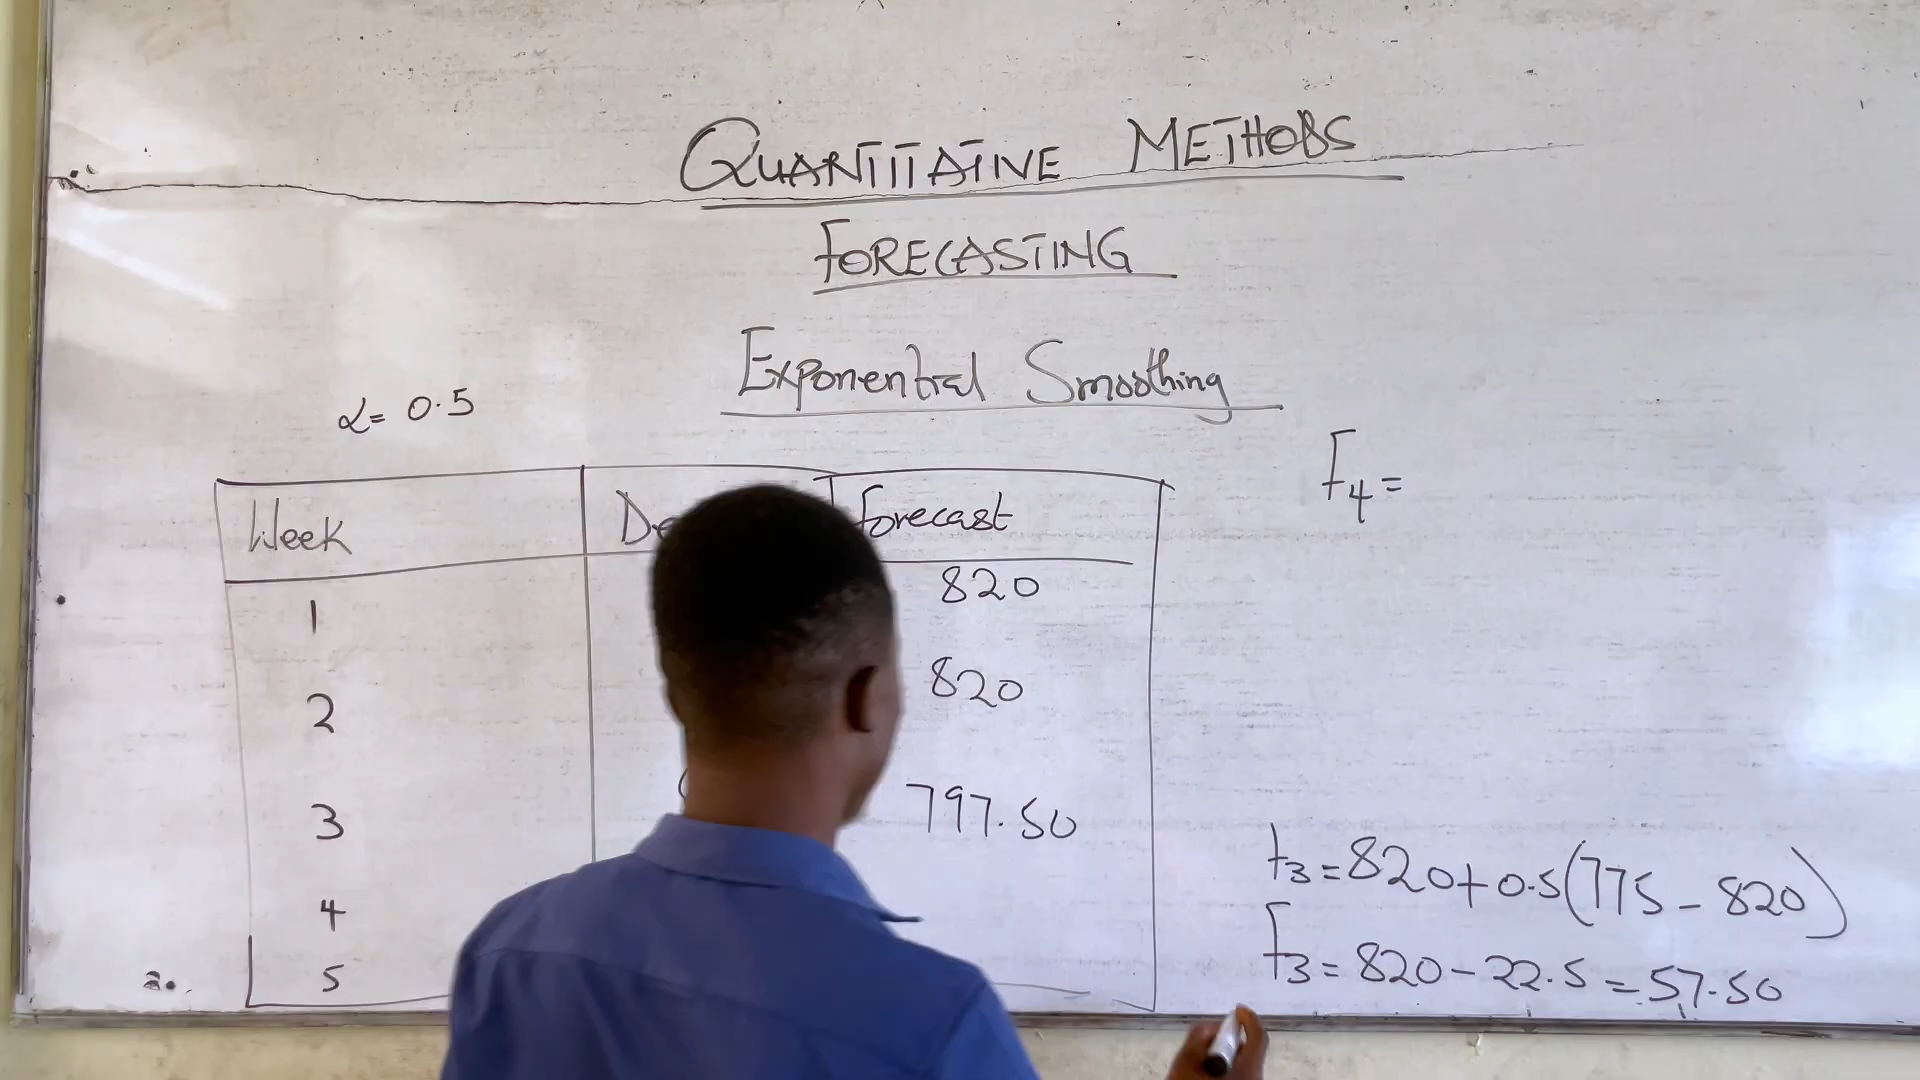 QUANTITATIVE METHODS
FORECASTING
Exponential Smoothing
α= 0.5
F4=
Week Forecast
1 820
2 820
3 797.50
4
5
F3=820+0.5(775-820)
F3=820-22.5=57.50